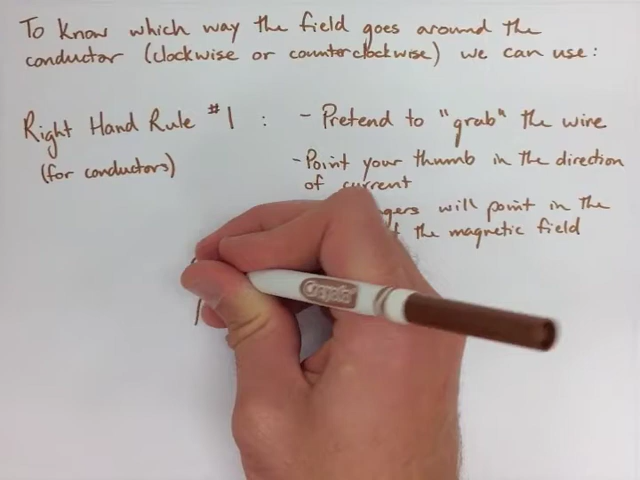 To Know which way the field goes around the
conductor (clockwise or counterclockwise) we can use:
Right Hand Rule #1 : - Pretend to "grab" the wire
(for conductors)
- Point your thumb in the direction
of current
will point in the
the magnetic field
Crayola